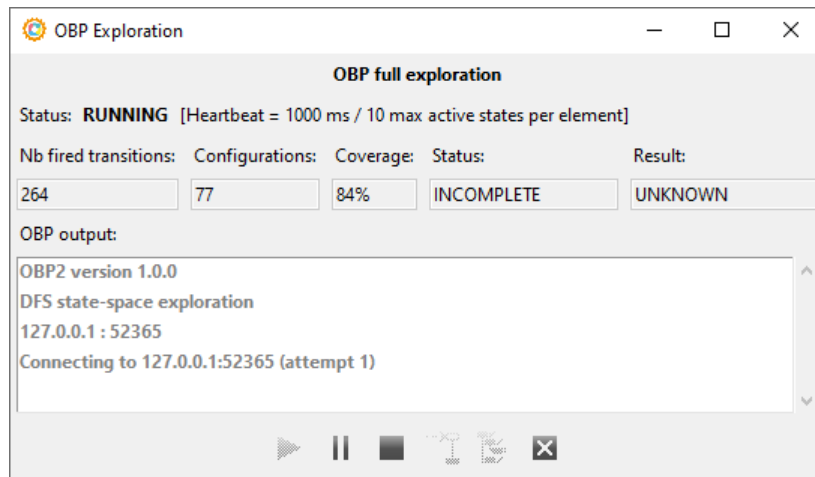 OBP Exploration
OBP full exploration
Status: RUNNING [Heartbeat = 1000 ms / 10 max active states per element]
Nb fired transitions: Configurations: Coverage: Status: Result:
264 77 84% INCOMPLETE UNKNOWN
OBP output:
OBP2 version 1.0.0
DFS state-space exploration
127.0.0.1 : 52365
Connecting to 127.0.0.1:52365 (attempt 1)